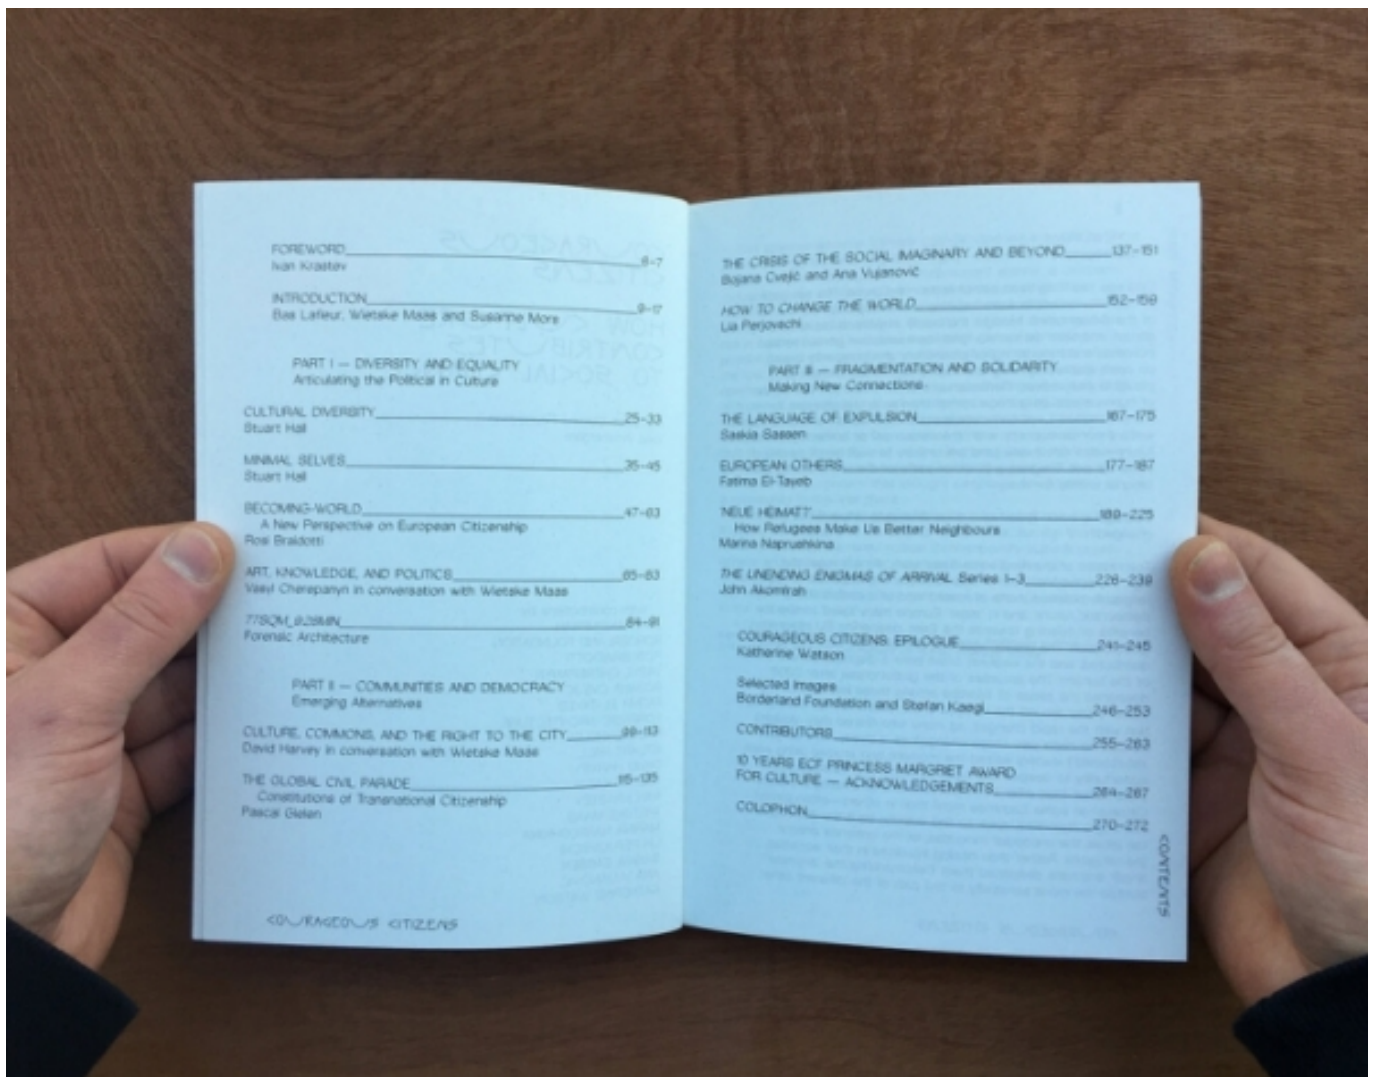 FOREWORD 6-7
Ivan Krastev
INTRODUCTION 9-17
Bas Lafleur, Wietske Maas and Susanne Mors
PART I — DIVERSITY AND EQUALITY
Articulating the Political in Culture
CULTURAL DIVERSITY 25-33
Stuart Hall
MINIMAL SELVES 35-45
Stuart Hall
BECOMING-WORLD 47-63
A New Perspective on European Citizenship
Rosi Braidotti
ART, KNOWLEDGE, AND POLITICS 65-83
Vasyl Cherepanyn in conversation with Wietske Maas
77SQM_9:26MIN 84-91
Forensic Architecture
PART II — COMMUNITIES AND DEMOCRACY
Emerging Alternatives
CULTURE, COMMONS, AND THE RIGHT TO THE CITY
David Harvey in conversation with Wietske Maas
THE GLOBAL CIVIL PARADE 115-135
Constitutions of Transnational Citizenship
Pascal Gielen
COURAGEOUS CITIZENS
THE CRISIS OF THE SOCIAL IMAGINARY AND BEYOND 137-151
Bojana Cvejić and Ana Vujanović
HOW TO CHANGE THE WORLD 152-159
Lia Perjovschi
PART III — FRAGMENTATION AND SOLIDARITY
Making New Connections
THE LANGUAGE OF EXPULSION 167-175
Saskia Sassen
EUROPEAN OTHERS 177-187
Fatima El-Tayeb
'NEUE HEIMAT?' 189-225
How Refugees Make Us Better Neighbours
Marina Naprushkina
THE UNENDING ENIGMAS OF ARRIVAL Series 1-3 226-239
John Akomfrah
COURAGEOUS CITIZENS: EPILOGUE 241-245
Katherine Watson
Selected Images
Borderland Foundation and Stefan Kaegi 246-253
CONTRIBUTORS 255-263
10 YEARS ECF PRINCESS MARGRIET AWARD
FOR CULTURE — ACKNOWLEDGEMENTS 264-267
COLOPHON 270-272
CONTENTS